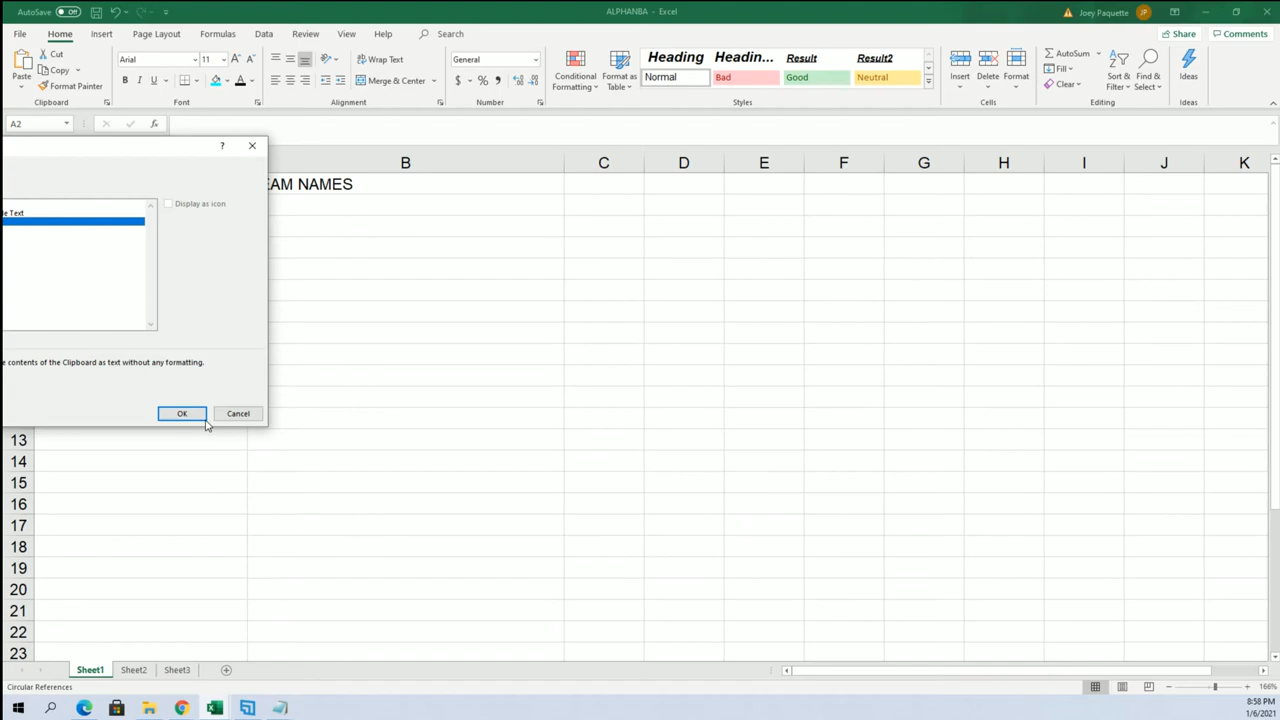 AutoSave Off ALPHANBA - Excel Joey Paquette JP
File Home Insert Page Layout Formulas Data Review View Help Search Share Comments
Paste Cut Copy Format Painter Clipboard
Arial 11 A^ A˅ B I U A Font
Wrap Text Merge & Center Alignment
General $ % , Number
Conditional Formatting Format as Table
Heading Headin... Result Result2
Normal Bad Good Neutral
Styles
Insert Delete Format Cells
AutoSum Fill Clear Sort & Filter Find & Select Editing
Ideas Ideas
A2 fx
? ×
B C D E F G H I J K
EAM NAMES
Display as icon
e Text
e contents of the Clipboard as text without any formatting.
OK Cancel
13
14
15
16
17
18
19
20
21
22
23
Sheet1 Sheet2 Sheet3
Circular References 166%
8:58 PM
1/6/2021